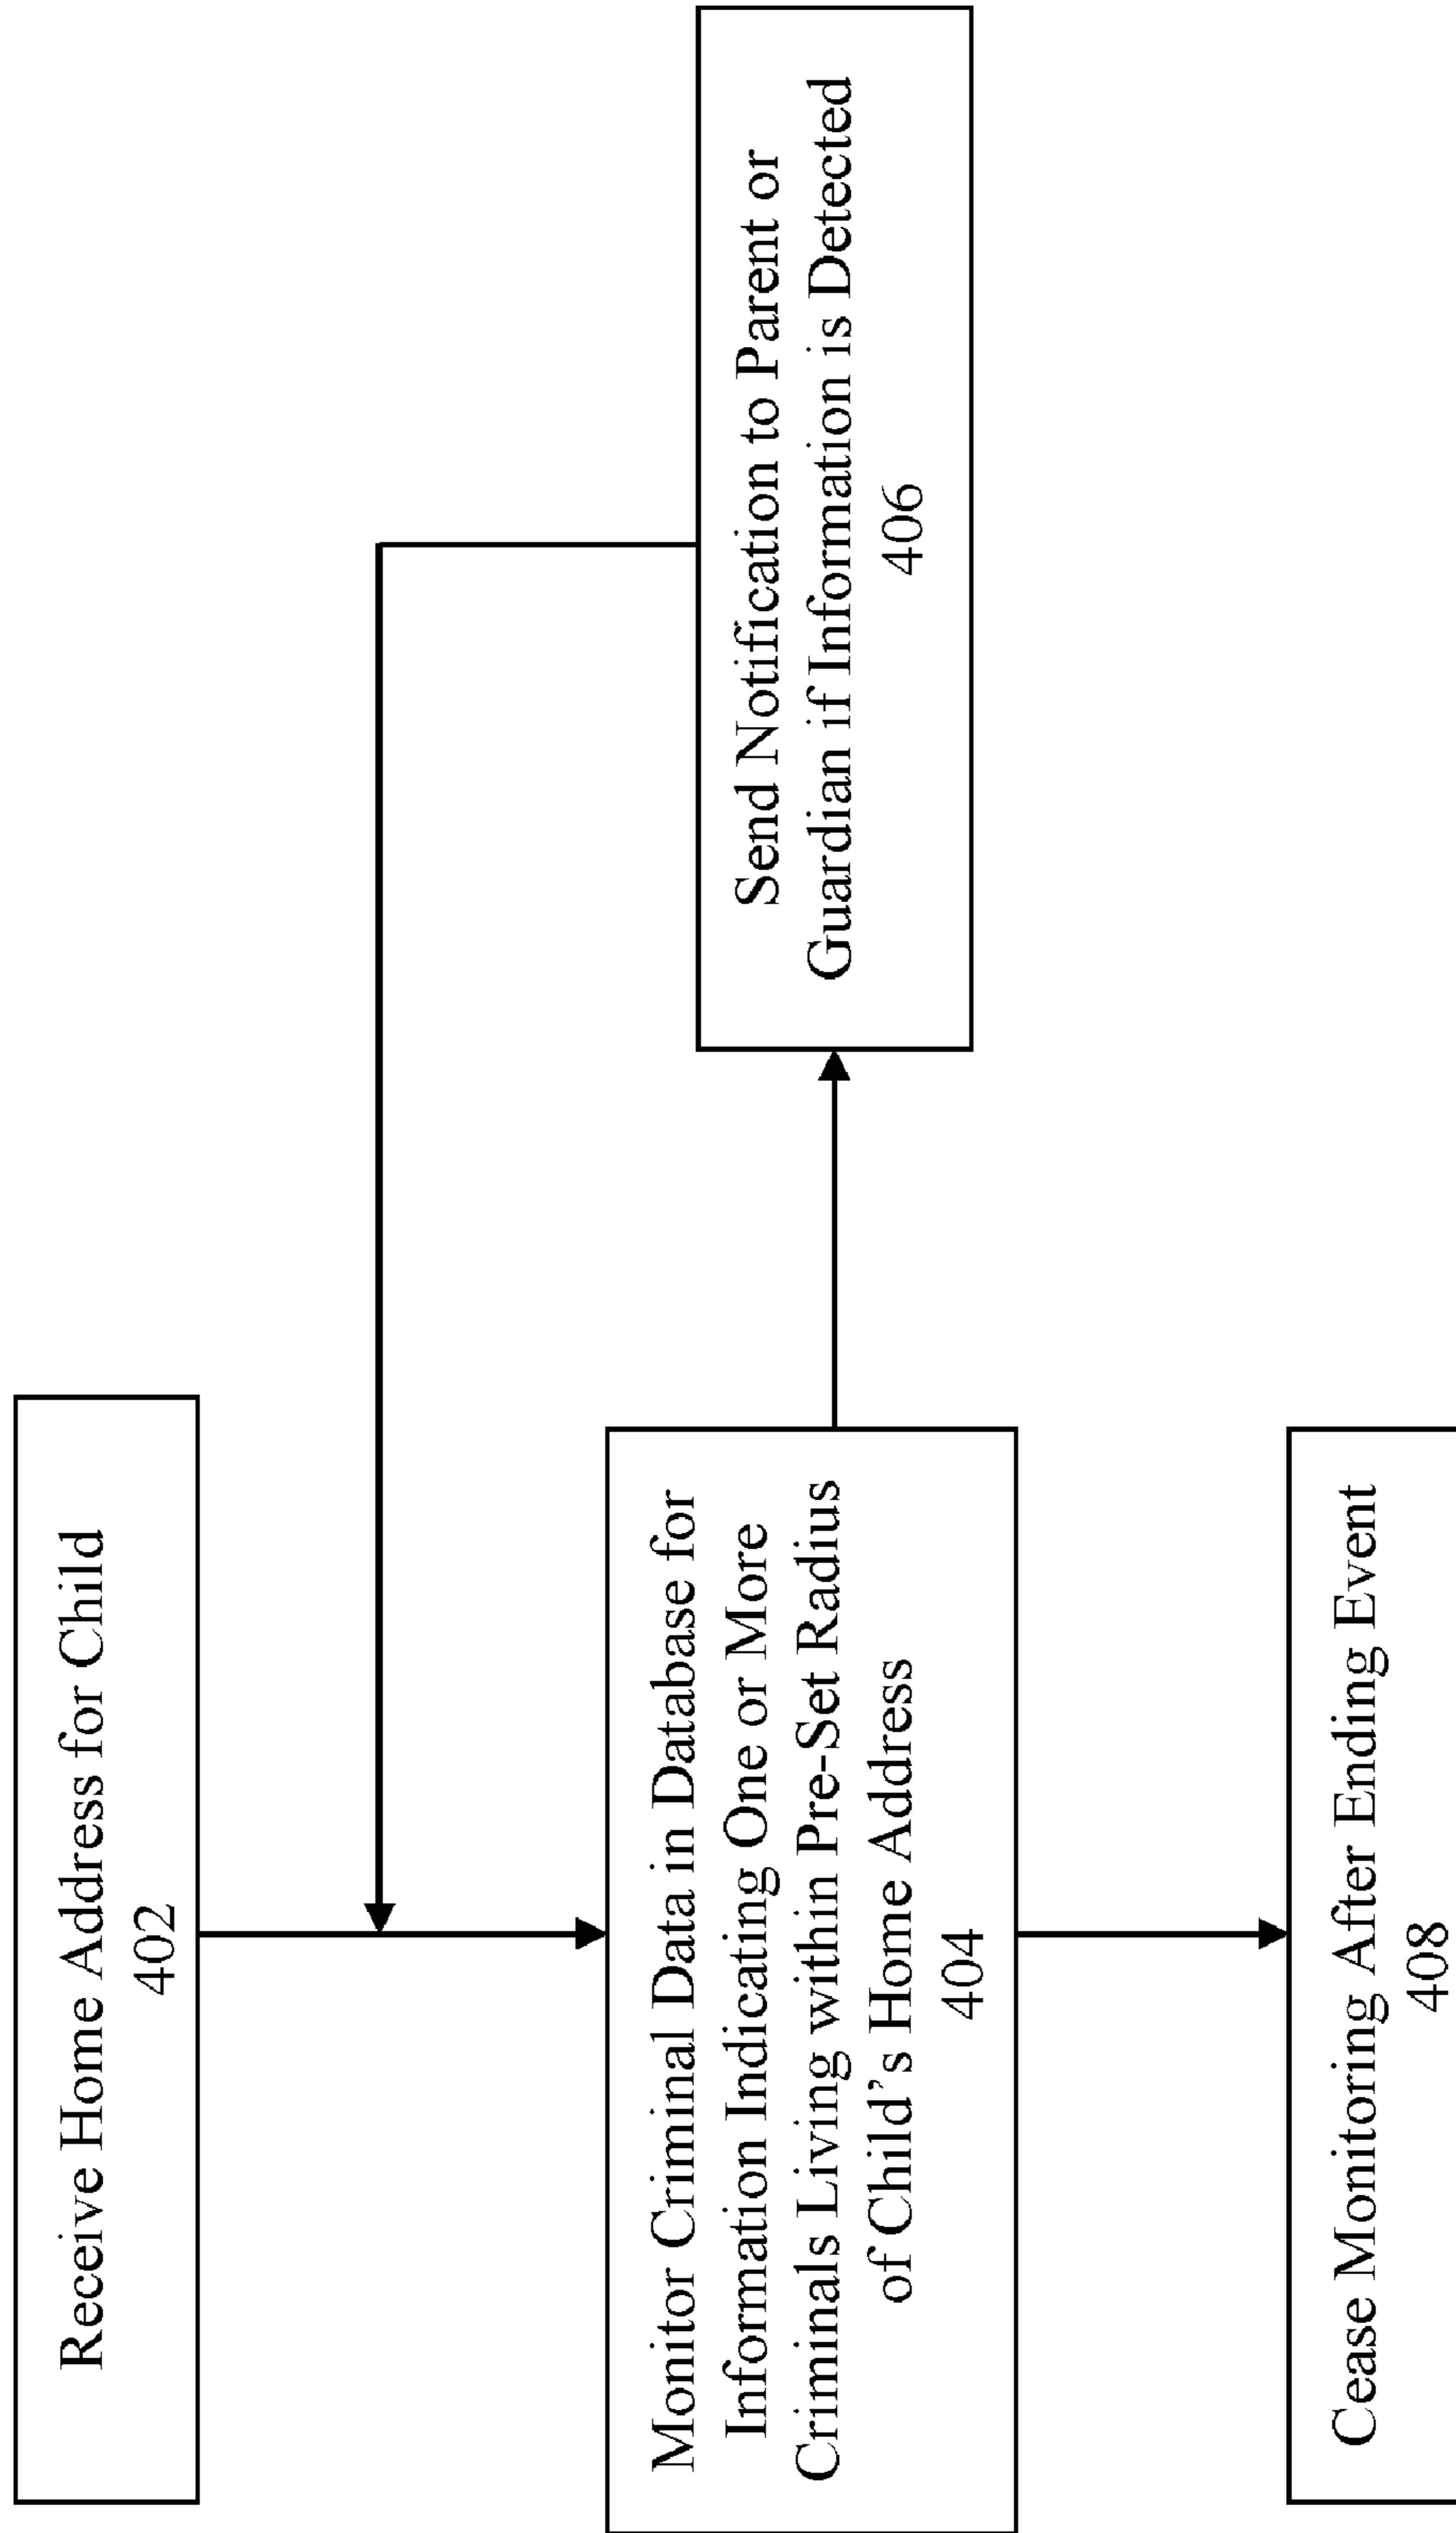 Receive Home Address for Child
402
Monitor Criminal Data in Database for
Information Indicating One or More
Criminals Living within Pre-Set Radius
of Child's Home Address
404
Send Notification to Parent or
Guardian if Information is Detected
406
Cease Monitoring After Ending Event
408